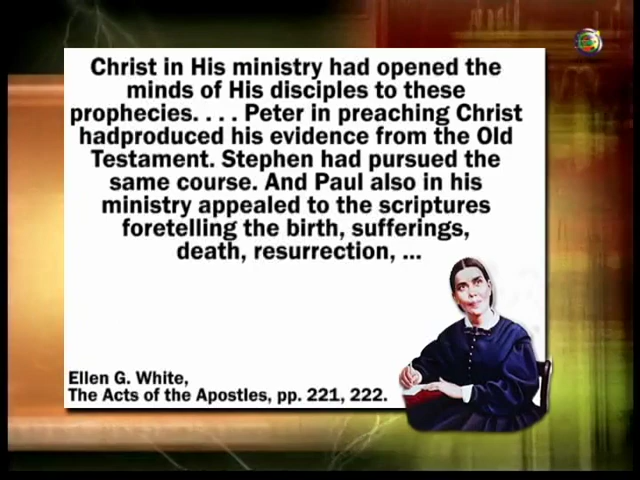 Christ in His ministry had opened the
minds of His disciples to these
prophecies. . . . Peter in preaching Christ
hadproduced his evidence from the Old
Testament. Stephen had pursued the
same course. And Paul also in his
ministry appealed to the scriptures
foretelling the birth, sufferings,
death, resurrection, ...
Ellen G. White,
The Acts of the Apostles, pp. 221, 222.